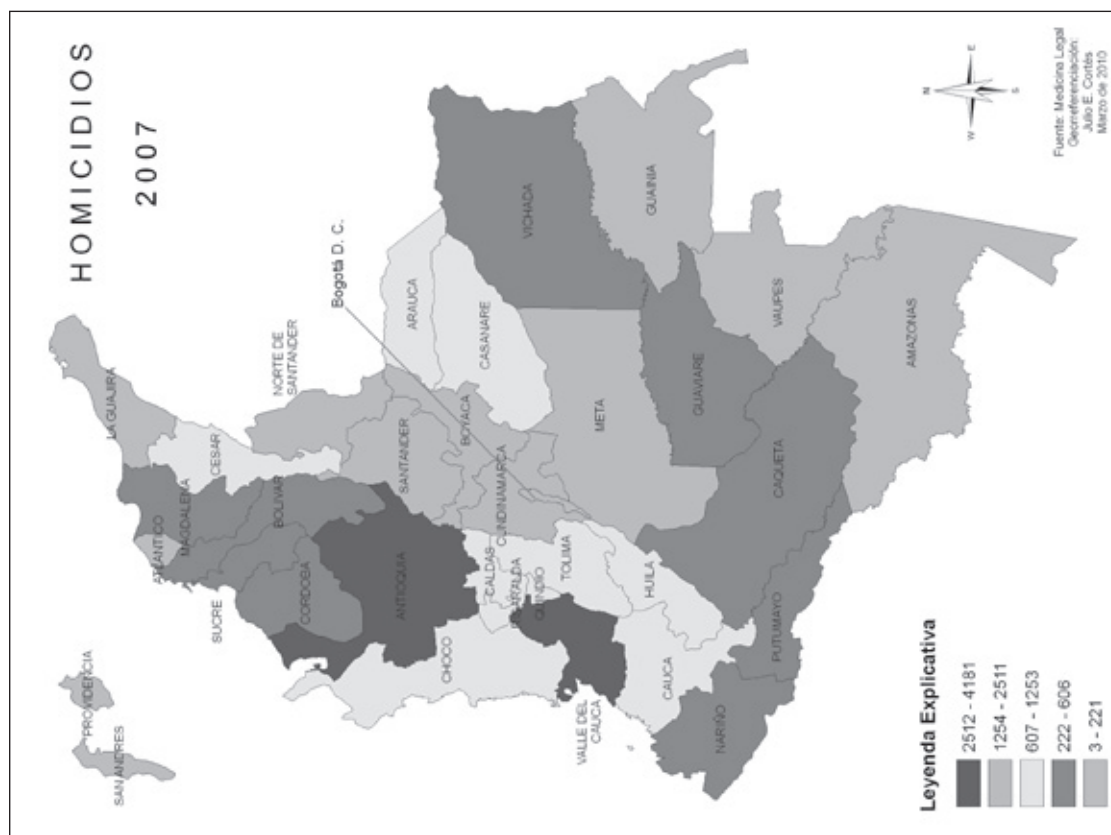 HOMICIDIOS
2007
PROVIDENCIA
SAN ANDRES
LA GUAJIRA
ATLANTICO
MAGDALENA
CESAR
SUCRE
BOLIVAR
CORDOBA
NORTE DE
SANTANDER
ANTIOQUIA
SANTANDER
ARAUCA
CHOCO
BOYACA
CASANARE
CALDAS
CUNDINAMARCA
Bogotá D. C.
VICHADA
RISARALDA
QUINDIO
TOLIMA
VALLE DEL
CAUCA
META
GUAINIA
CAUCA
HUILA
GUAVIARE
NARIÑO
CAQUETA
VAUPES
PUTUMAYO
AMAZONAS
Leyenda Explicativa
2512 - 4181
1254 - 2511
607 - 1253
222 - 606
3 - 221
N
W
E
S
Fuente: Medicina Legal
Georreferenciación:
Julio E. Cortés
Marzo de 2010